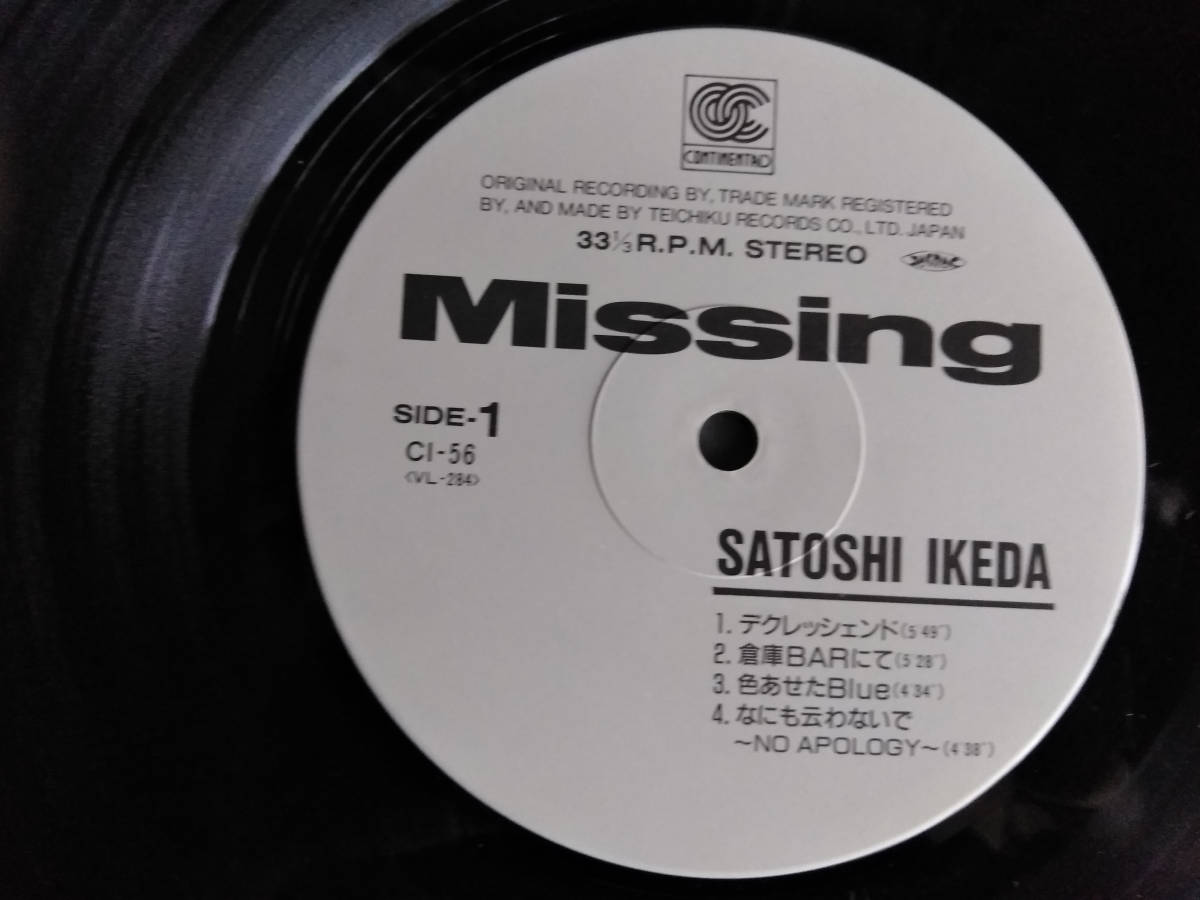 CONTINENTAL
ORIGINAL RECORDING BY, TRADE MARK REGISTERED
BY, AND MADE BY TEICHIKU RECORDS CO., LTD. JAPAN
33⅓ R.P.M. STEREO
Missing
SIDE-1
CI-56
<VL-284>
SATOSHI IKEDA
1. デクレッシェンド(5′49″)
2. 倉庫BARにて(5′28″)
3. 色あせたBlue(4′34″)
4. なにも云わないで
〜NO APOLOGY〜(4′38″)